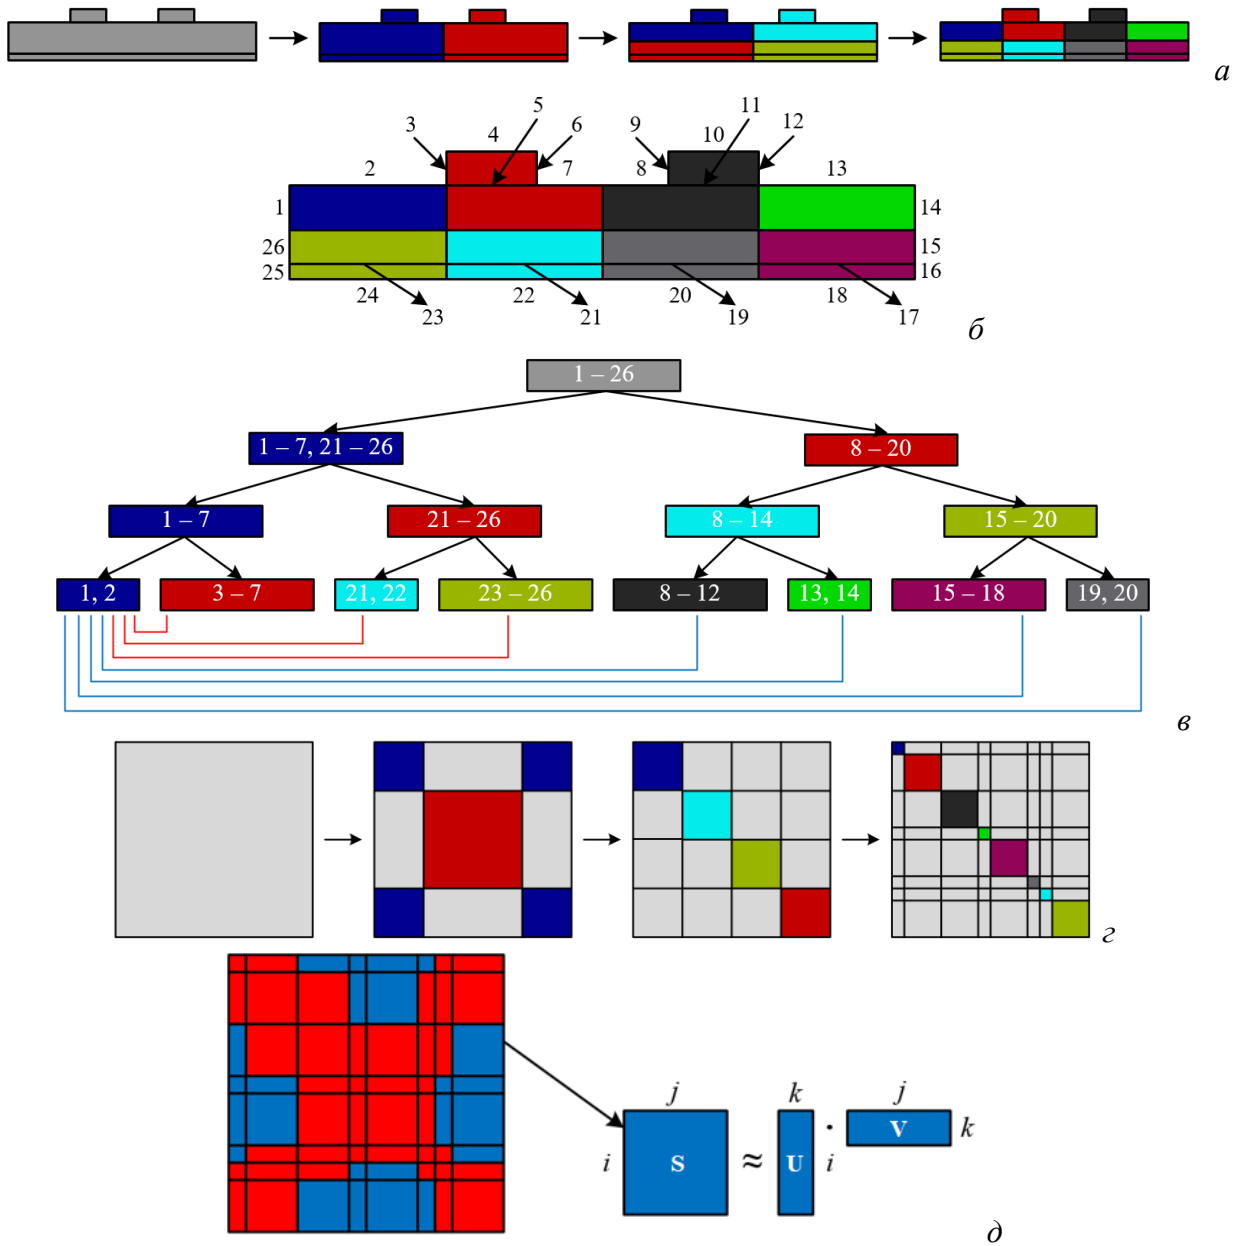 а
3 4 5 6 9 10 11 12
2 7 8 13
1 14
26 15
25 16
24 22 20 18
23 21 19 17
б
1 – 26
1 – 7, 21 – 26 8 – 20
1 – 7 21 – 26 8 – 14 15 – 20
1, 2 3 – 7 21, 22 23 – 26 8 – 12 13, 14 15 – 18 19, 20
в
г
j k j
i S ≈ U · i V k
д